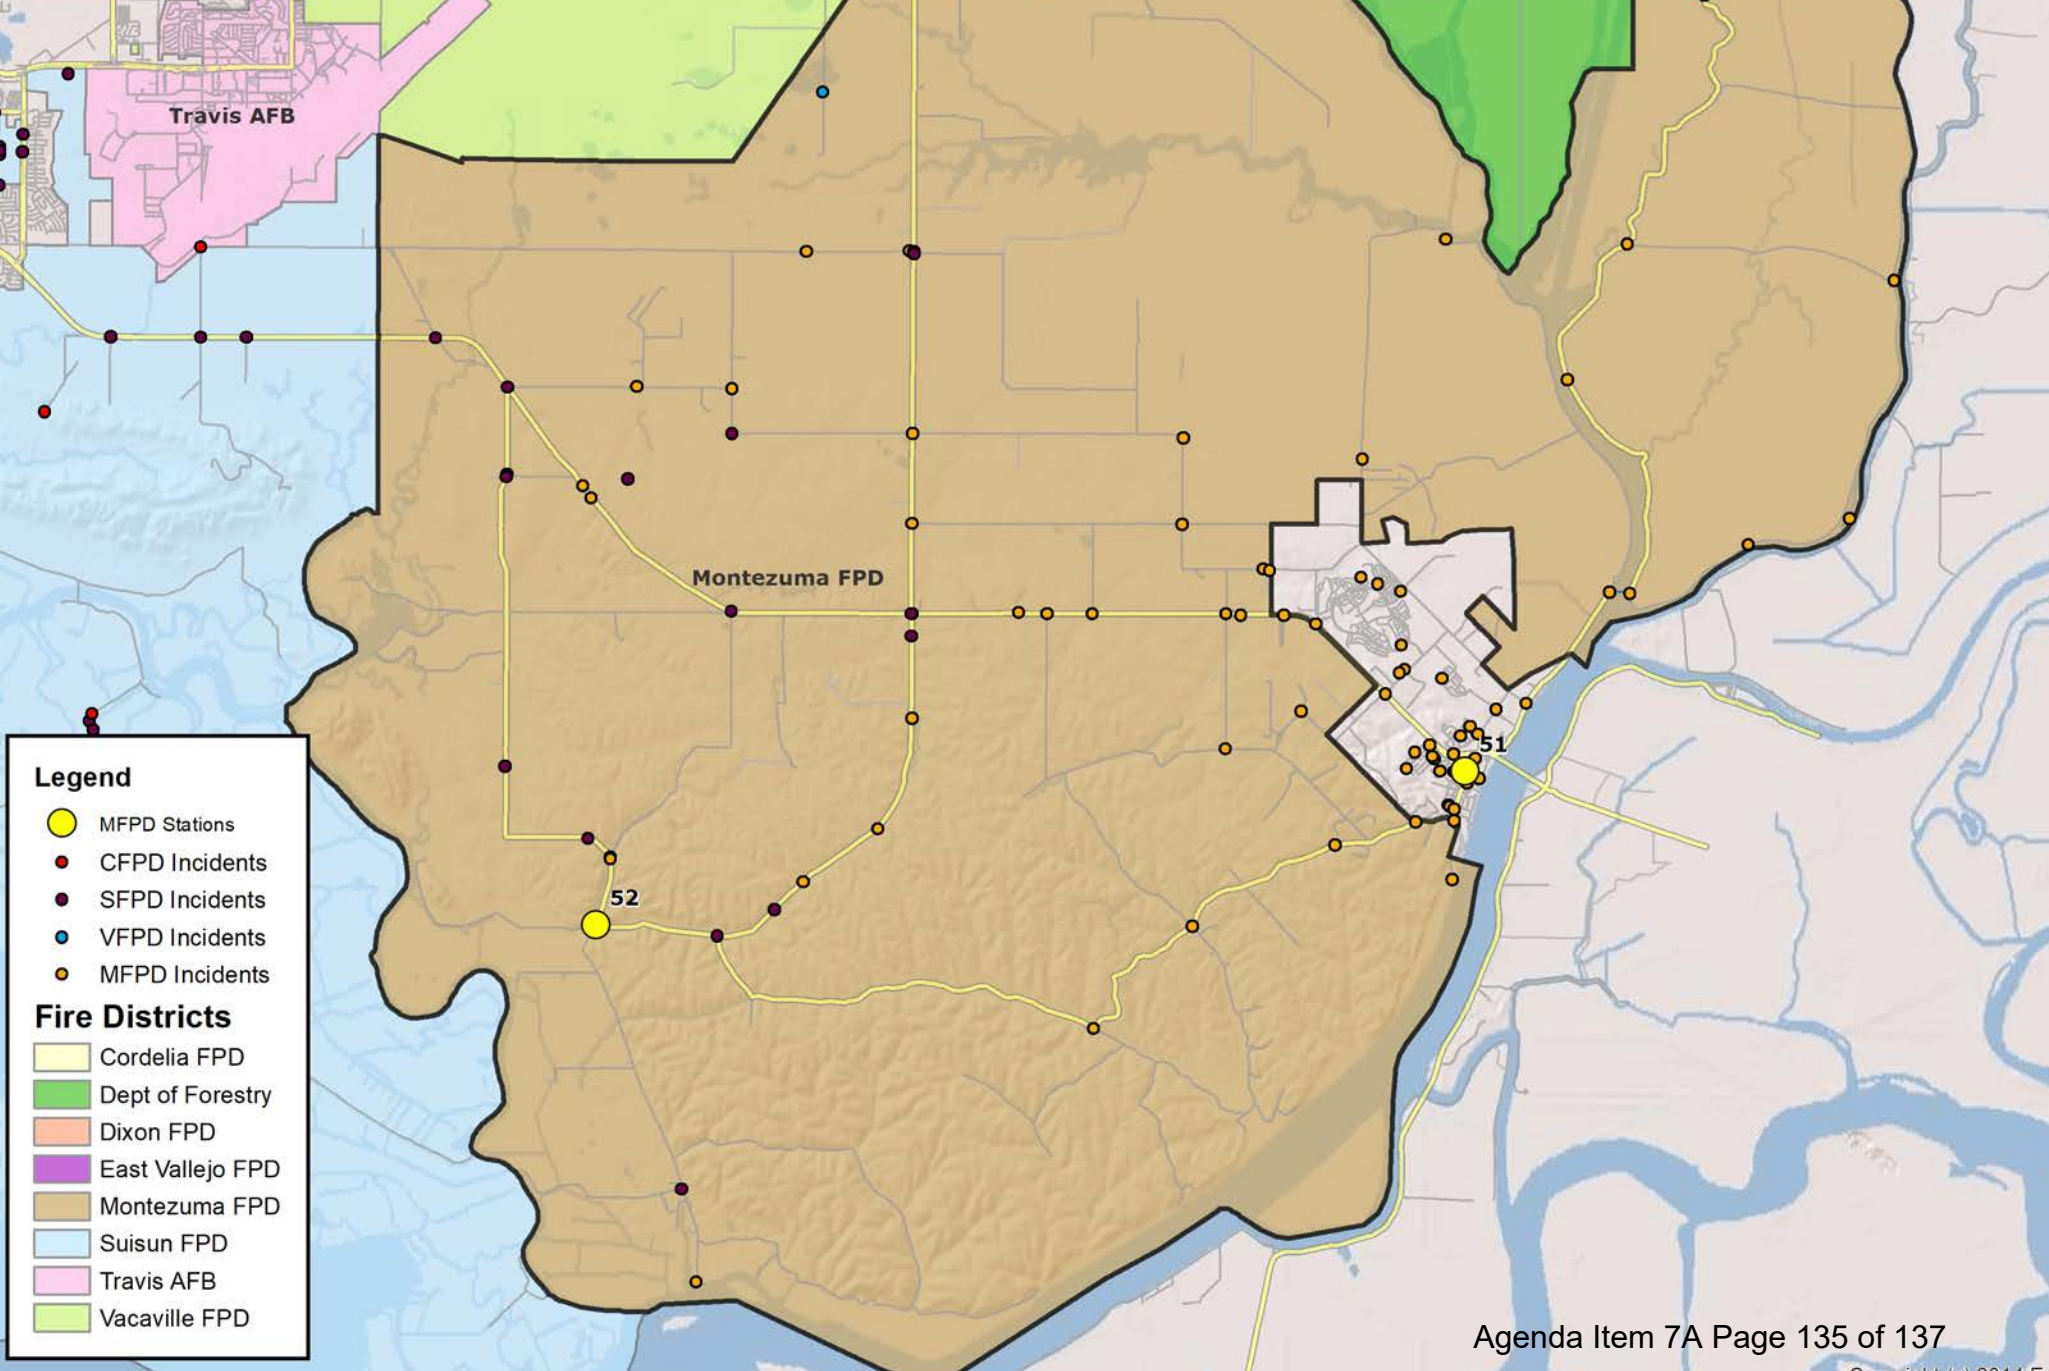 Travis AFB
Montezuma FPD
51
52
Legend
MFPD Stations
CFPD Incidents
SFPD Incidents
VFPD Incidents
MFPD Incidents
Fire Districts
Cordelia FPD
Dept of Forestry
Dixon FPD
East Vallejo FPD
Montezuma FPD
Suisun FPD
Travis AFB
Vacaville FPD
Agenda Item 7A Page 135 of 137